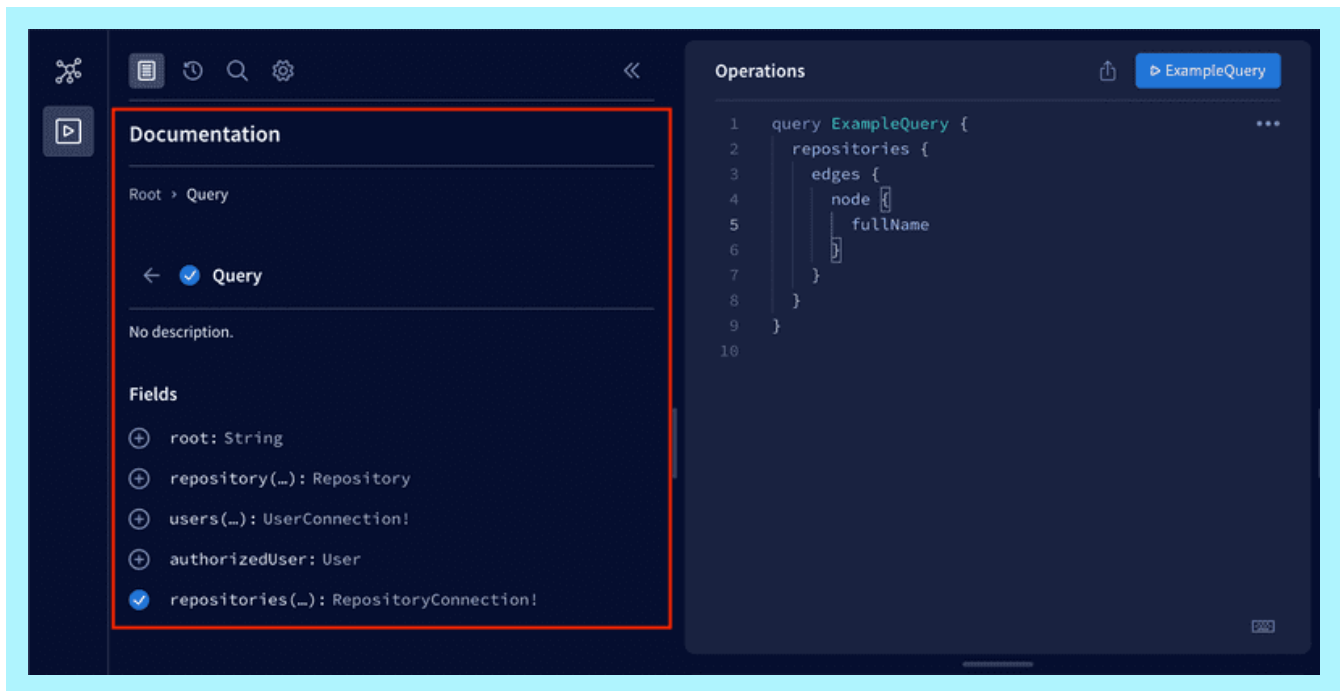 Documentation
Root › Query
Query
No description.
Fields
root: String
repository(…): Repository
users(…): UserConnection!
authorizedUser: User
repositories(…): RepositoryConnection!
Operations
ExampleQuery
1 query ExampleQuery {
2 repositories {
3 edges {
4 node {
5 fullName
6 }
7 }
8 }
9 }
10